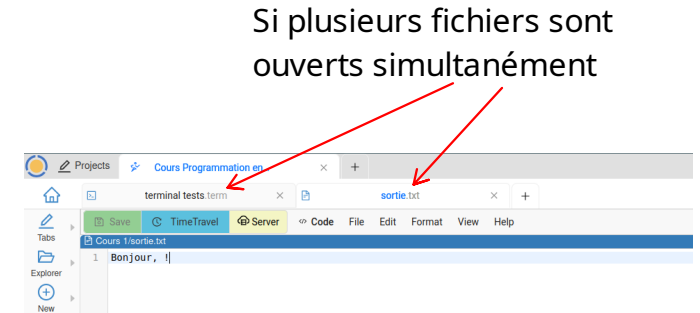 Si plusieurs fichiers sont
ouverts simultanément
Projects Cours Programmation en...
terminal tests.term sortie.txt
Save TimeTravel Server Code File Edit Format View Help
Tabs
Cours 1/sortie.txt
1 Bonjour, !
Explorer
New